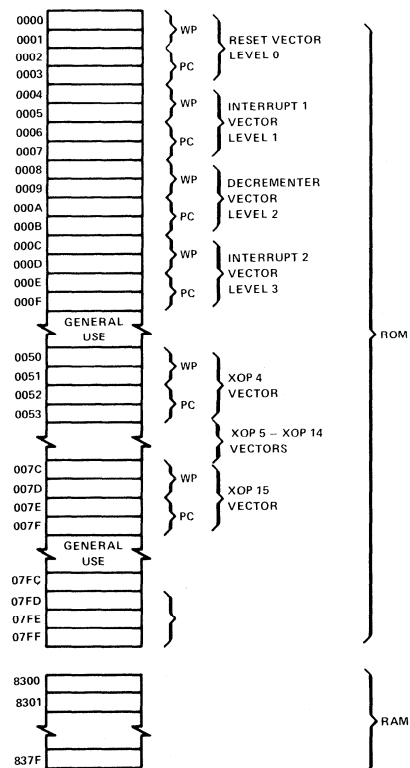 0000
0001
WP
RESET VECTOR
0002
LEVEL 0
0003
PC
0004
WP
INTERRUPT 1
0005
VECTOR
0006
LEVEL 1
0007
PC
0008
WP
DECREMENTER
0009
VECTOR
000A
LEVEL 2
000B
PC
000C
WP
INTERRUPT 2
000D
VECTOR
000E
LEVEL 3
000F
PC
GENERAL
USE
ROM
0050
WP
0051
XOP 4
0052
VECTOR
0053
PC
XOP 5 – XOP 14
VECTORS
007C
WP
007D
XOP 15
007E
VECTOR
007F
PC
GENERAL
USE
07FC
07FD
07FE
07FF
8300
8301
RAM
837F